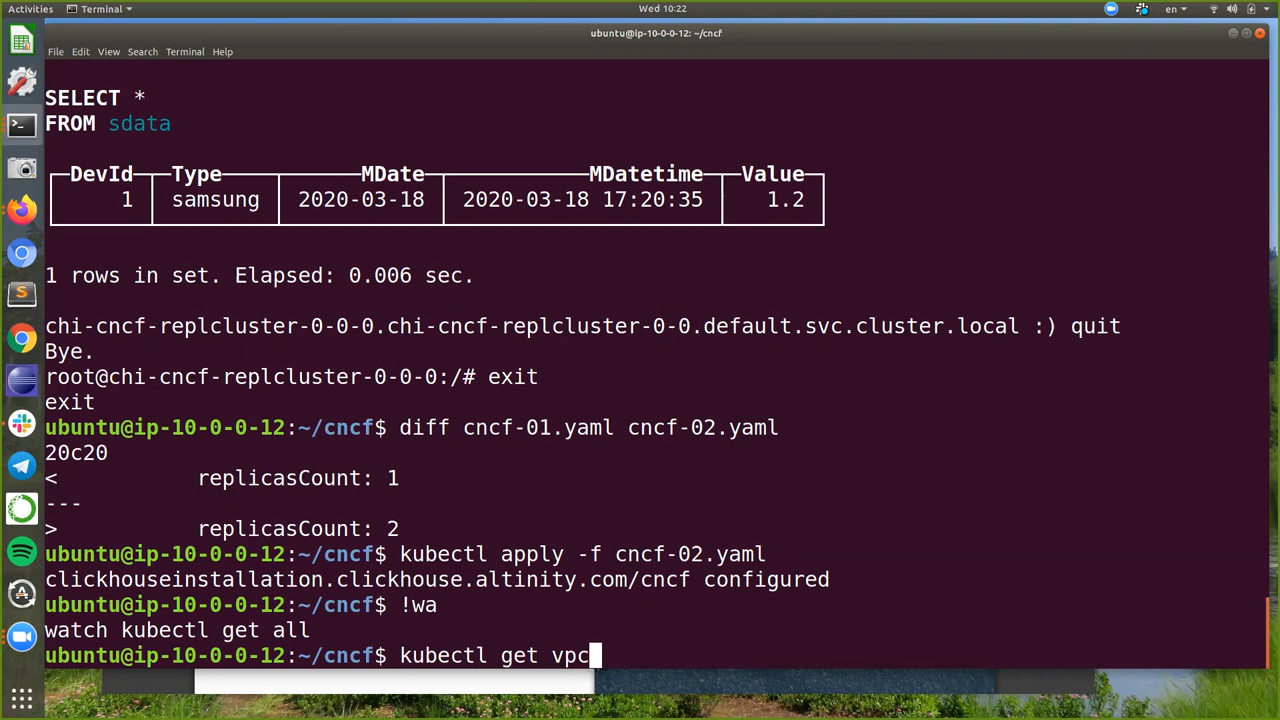 Activities Terminal Wed 10:22 en
ubuntu@ip-10-0-0-12: ~/cncf
File Edit View Search Terminal Help
SELECT *
FROM sdata
DevId Type MDate MDatetime Value
1 samsung 2020-03-18 2020-03-18 17:20:35 1.2
1 rows in set. Elapsed: 0.006 sec.
chi-cncf-replcluster-0-0-0.chi-cncf-replcluster-0-0.default.svc.cluster.local :) quit
Bye.
root@chi-cncf-replcluster-0-0-0:/# exit
exit
ubuntu@ip-10-0-0-12:~/cncf$ diff cncf-01.yaml cncf-02.yaml
20c20
< replicasCount: 1
---
> replicasCount: 2
ubuntu@ip-10-0-0-12:~/cncf$ kubectl apply -f cncf-02.yaml
clickhouseinstallation.clickhouse.altinity.com/cncf configured
ubuntu@ip-10-0-0-12:~/cncf$ !wa
watch kubectl get all
ubuntu@ip-10-0-0-12:~/cncf$ kubectl get vpc